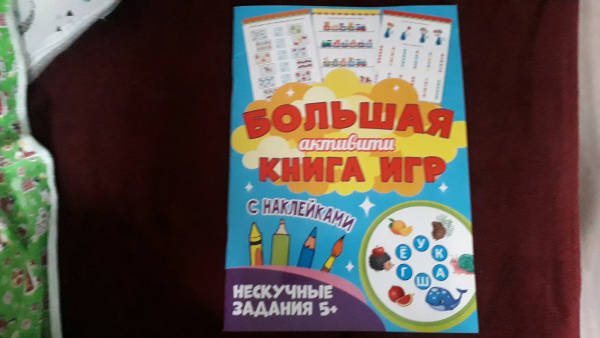 БОЛЬШАЯ
активити
КНИГА ИГР
С НАКЛЕЙКАМИ
Ё У К
Г Ш А
НЕСКУЧНЫЕ
ЗАДАНИЯ 5+